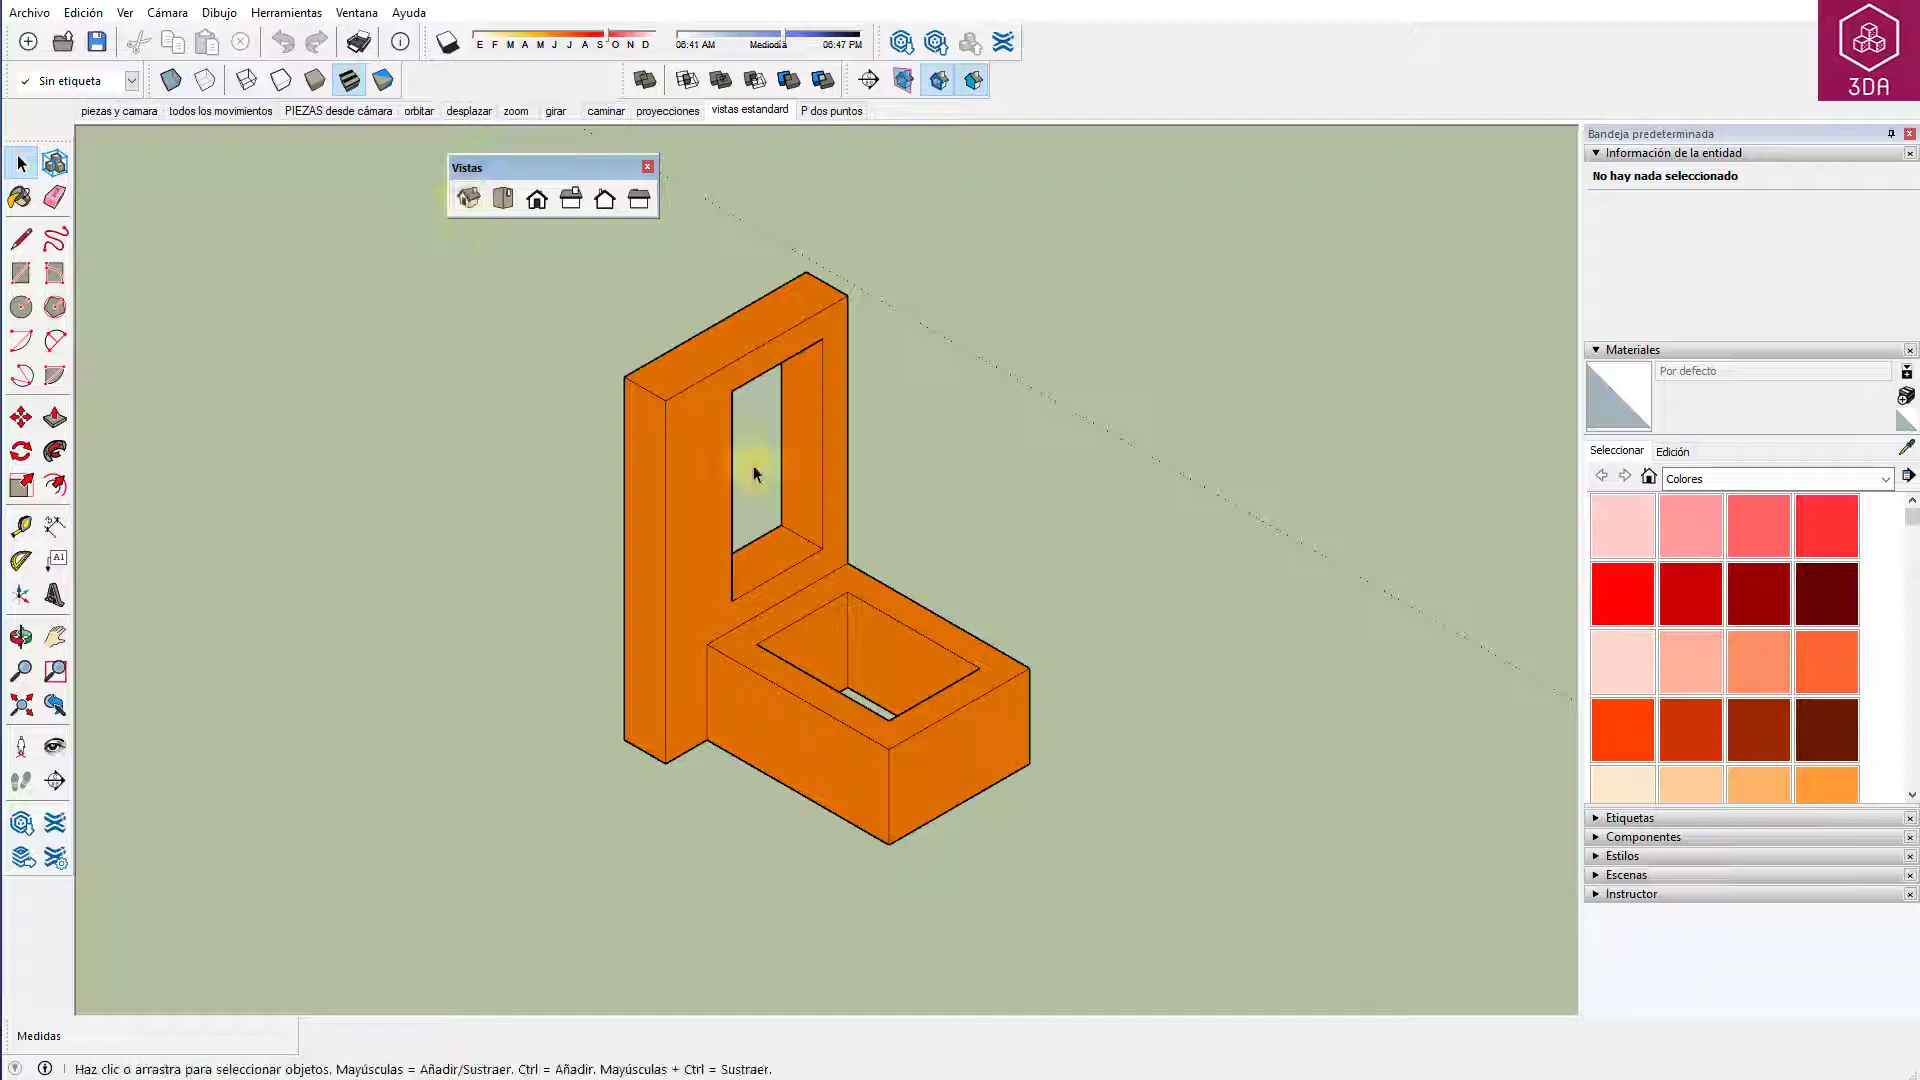 Archivo Edición Ver Cámara Dibujo Herramientas Ventana Ayuda
E F M A M J J A S O N D
06:41 AM Mediodía 06:47 PM
3DA
Sin etiqueta
piezas y camara todos los movimientos PIEZAS desde cámara orbitar desplazar zoom girar caminar proyecciones vistas estandard P dos puntos
Bandeja predeterminada
Información de la entidad
No hay nada seleccionado
Vistas
Materiales
Por defecto
Seleccionar Edición
Colores
A1
Etiquetas
Componentes
Estilos
Escenas
Instructor
Medidas
Haz clic o arrastra para seleccionar objetos. Mayúsculas = Añadir/Sustraer. Ctrl = Añadir. Mayúsculas + Ctrl = Sustraer.